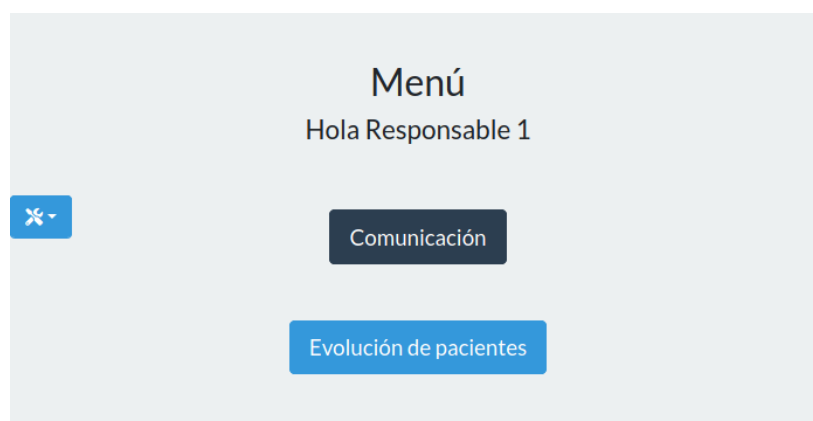 Menú
Hola Responsable 1
Comunicación
Evolución de pacientes